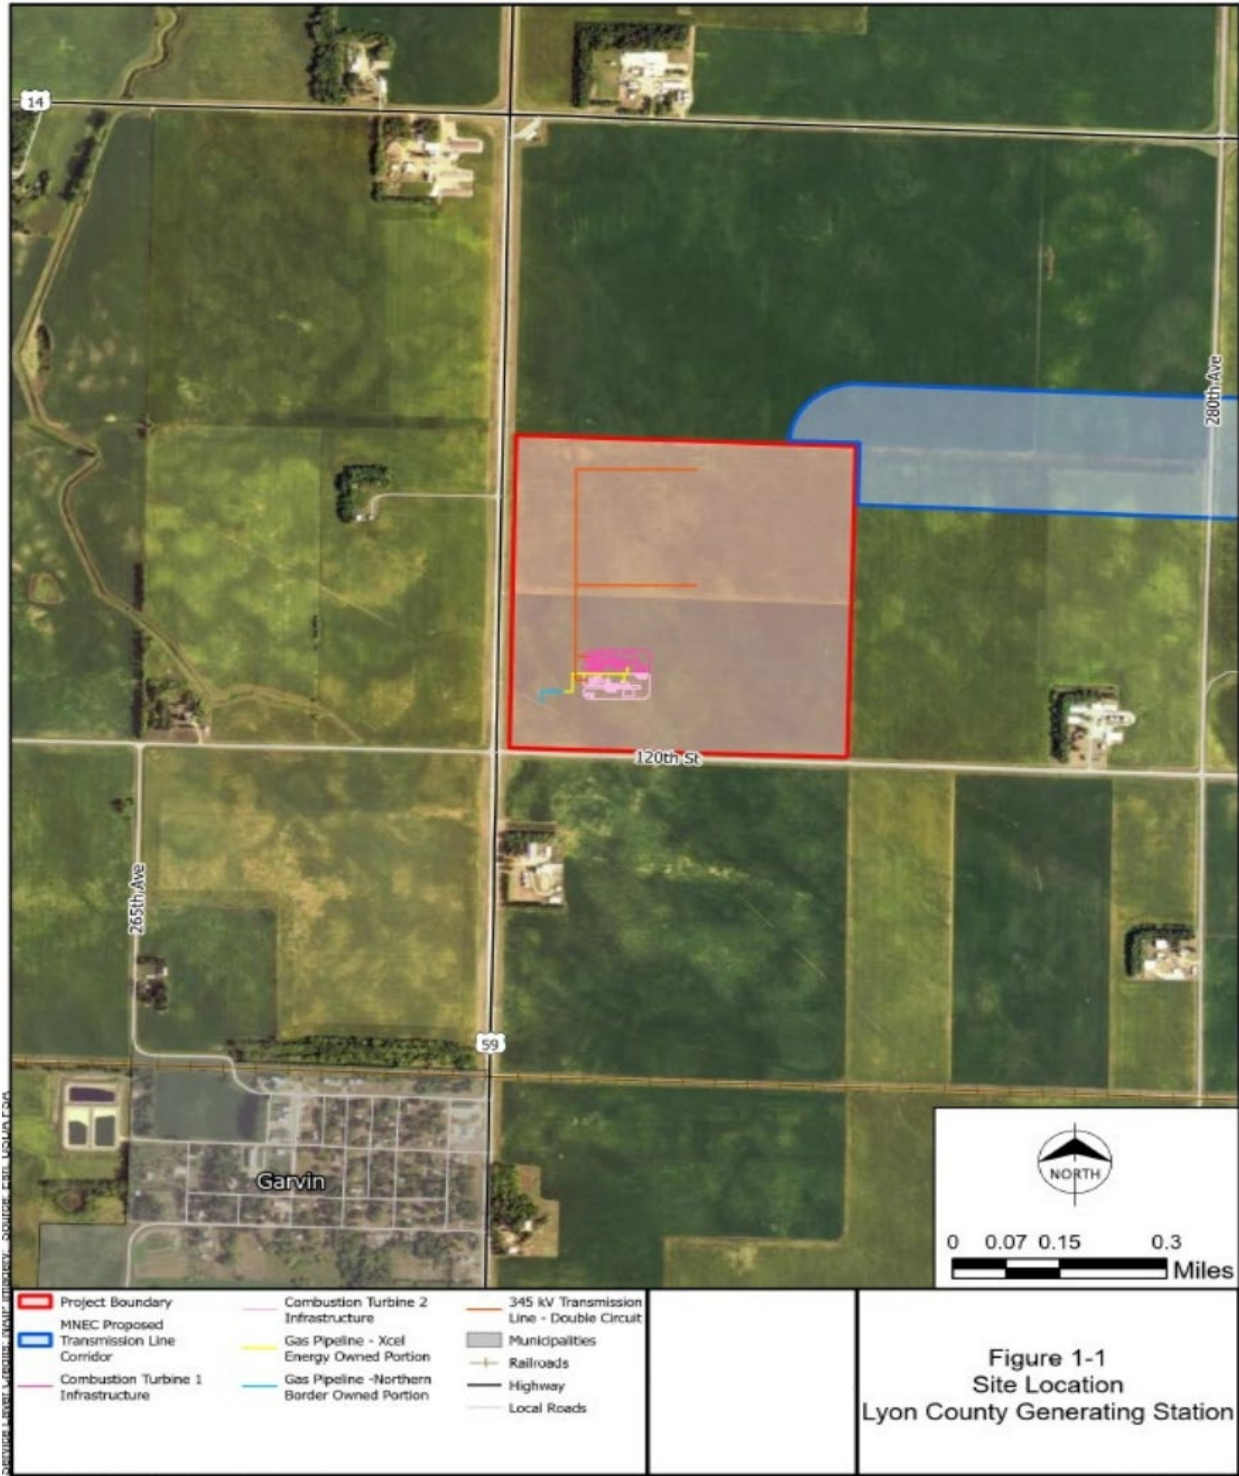 14
280th Ave
120th St
265th Ave
59
Garvin
NORTH
0 0.07 0.15 0.3
Miles
Project Boundary
MNEC Proposed
Transmission Line
Corridor
Combustion Turbine 1
Infrastructure
Combustion Turbine 2
Infrastructure
Gas Pipeline - Xcel
Energy Owned Portion
Gas Pipeline -Northern
Border Owned Portion
345 kV Transmission
Line - Double Circuit
Municipalities
Railroads
Highway
Local Roads
Figure 1-1
Site Location
Lyon County Generating Station